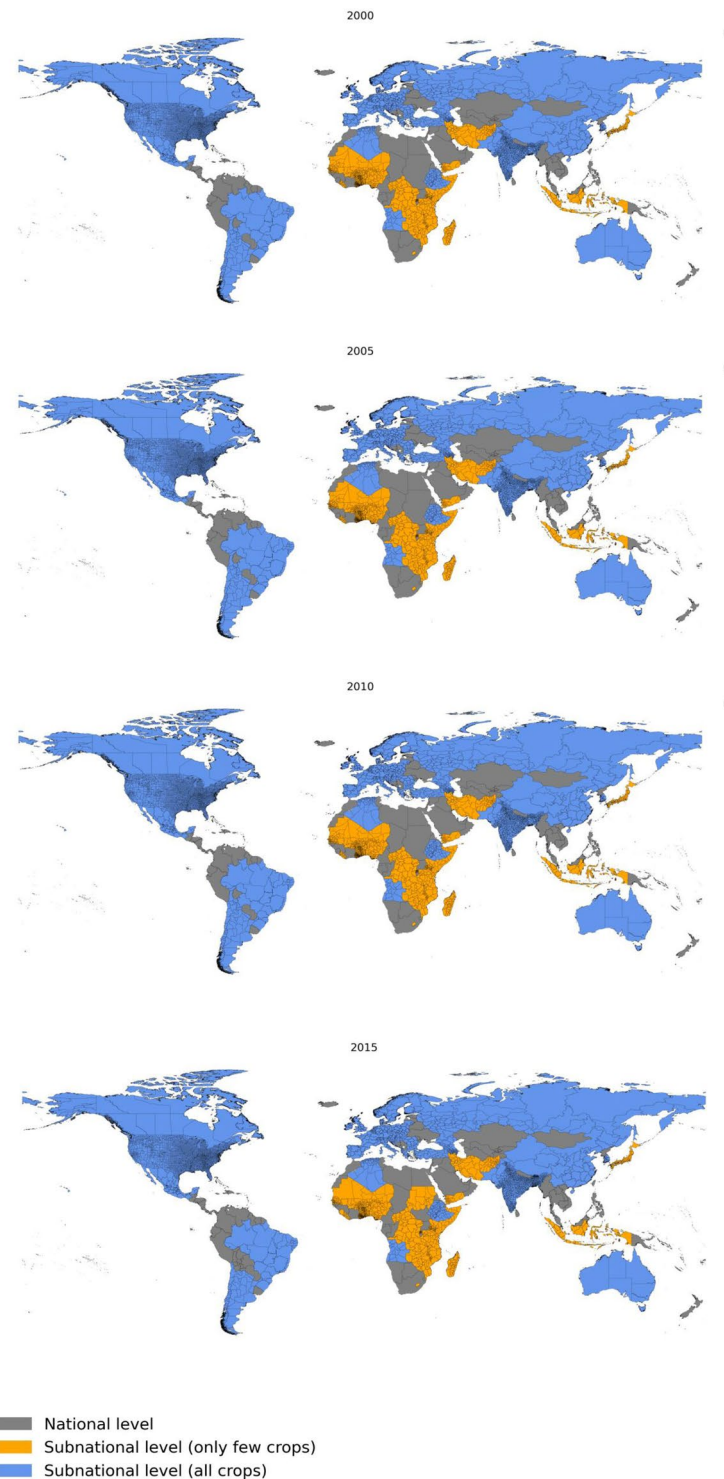 2000
2005
2010
2015
National level
Subnational level (only few crops)
Subnational level (all crops)